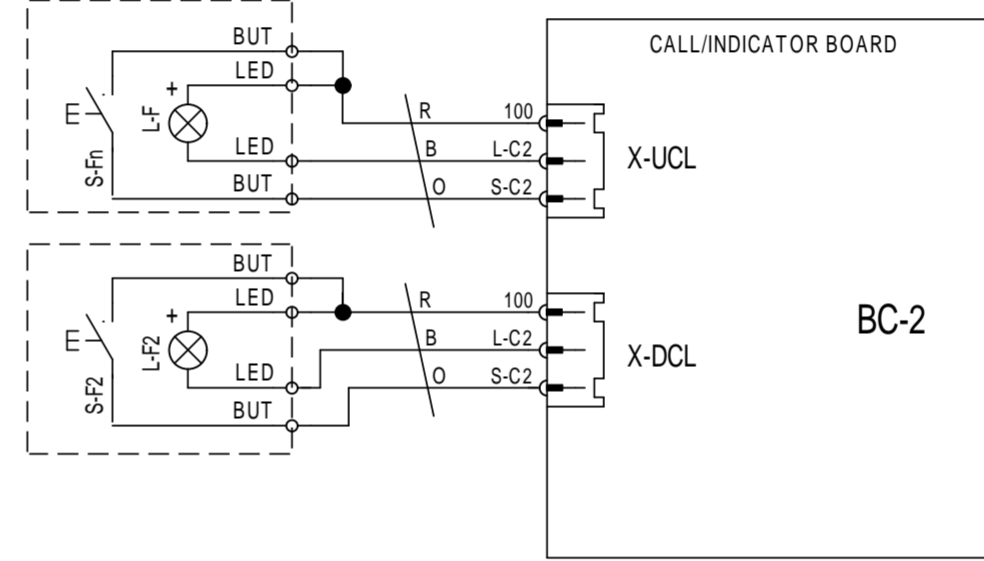 CALL/INDICATOR BOARD
BUT
LED
+
L-F
E
S-Fn
LED
BUT
R
100
B
L-C2
O
S-C2
X-UCL
BUT
LED
+
L-F2
E
S-F2
LED
BUT
R
100
B
L-C2
O
S-C2
X-DCL
BC-2